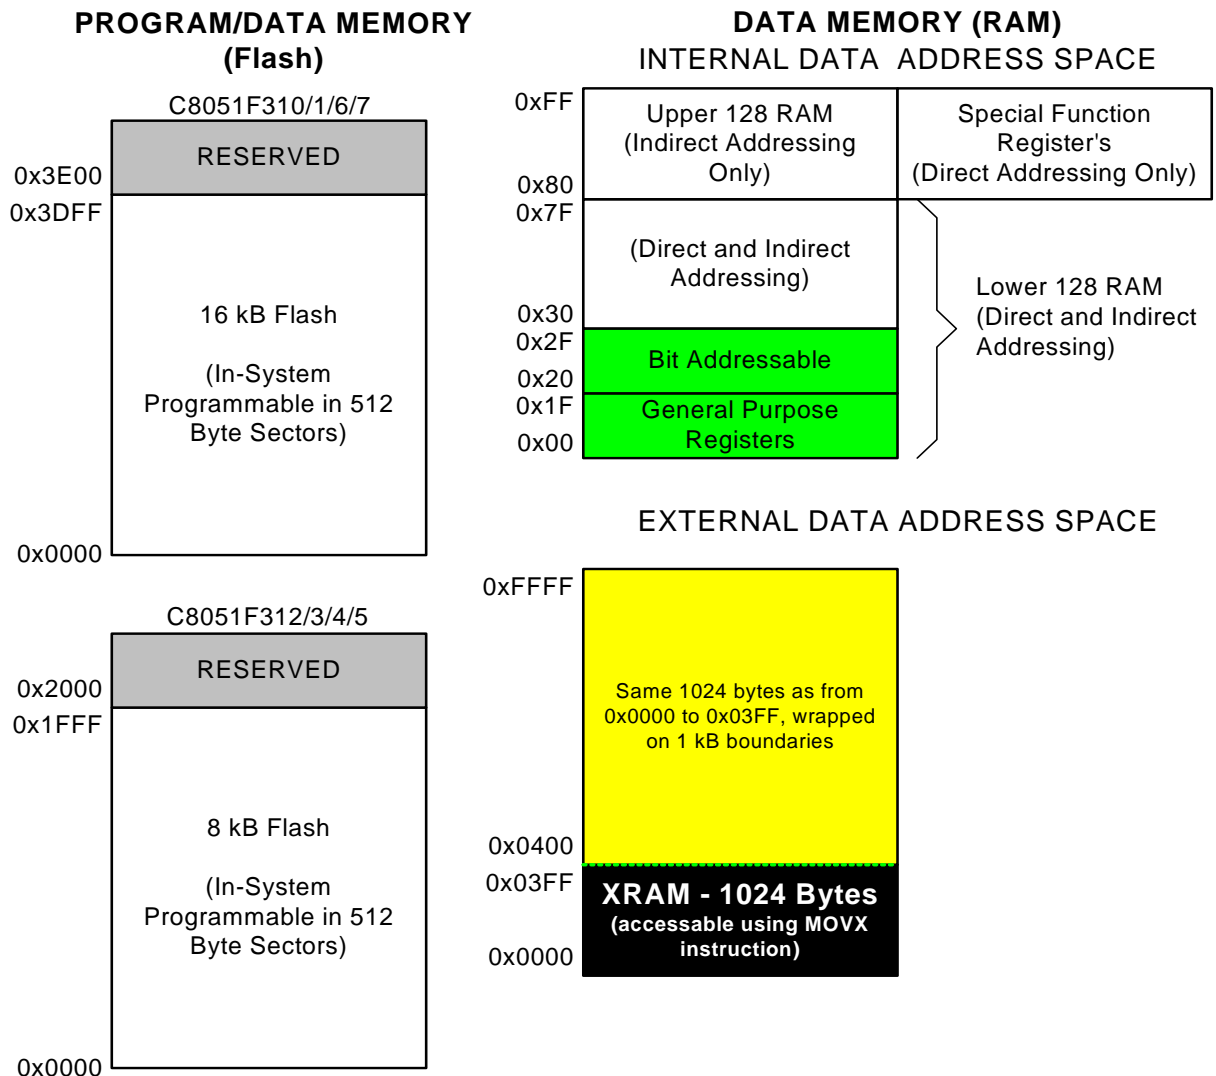 PROGRAM/DATA MEMORY
(Flash)
C8051F310/1/6/7
RESERVED
0x3E00
0x3DFF
16 kB Flash
(In-System
Programmable in 512
Byte Sectors)
0x0000
C8051F312/3/4/5
RESERVED
0x2000
0x1FFF
8 kB Flash
(In-System
Programmable in 512
Byte Sectors)
0x0000
DATA MEMORY (RAM)
INTERNAL DATA ADDRESS SPACE
0xFF
Upper 128 RAM
(Indirect Addressing
Only)
0x80
Special Function
Register's
(Direct Addressing Only)
0x7F
(Direct and Indirect
Addressing)
0x30
Lower 128 RAM
(Direct and Indirect
Addressing)
0x2F
Bit Addressable
0x20
0x1F
General Purpose
Registers
0x00
EXTERNAL DATA ADDRESS SPACE
0xFFFF
Same 1024 bytes as from
0x0000 to 0x03FF, wrapped
on 1 kB boundaries
0x0400
0x03FF
XRAM - 1024 Bytes
(accessable using MOVX
instruction)
0x0000